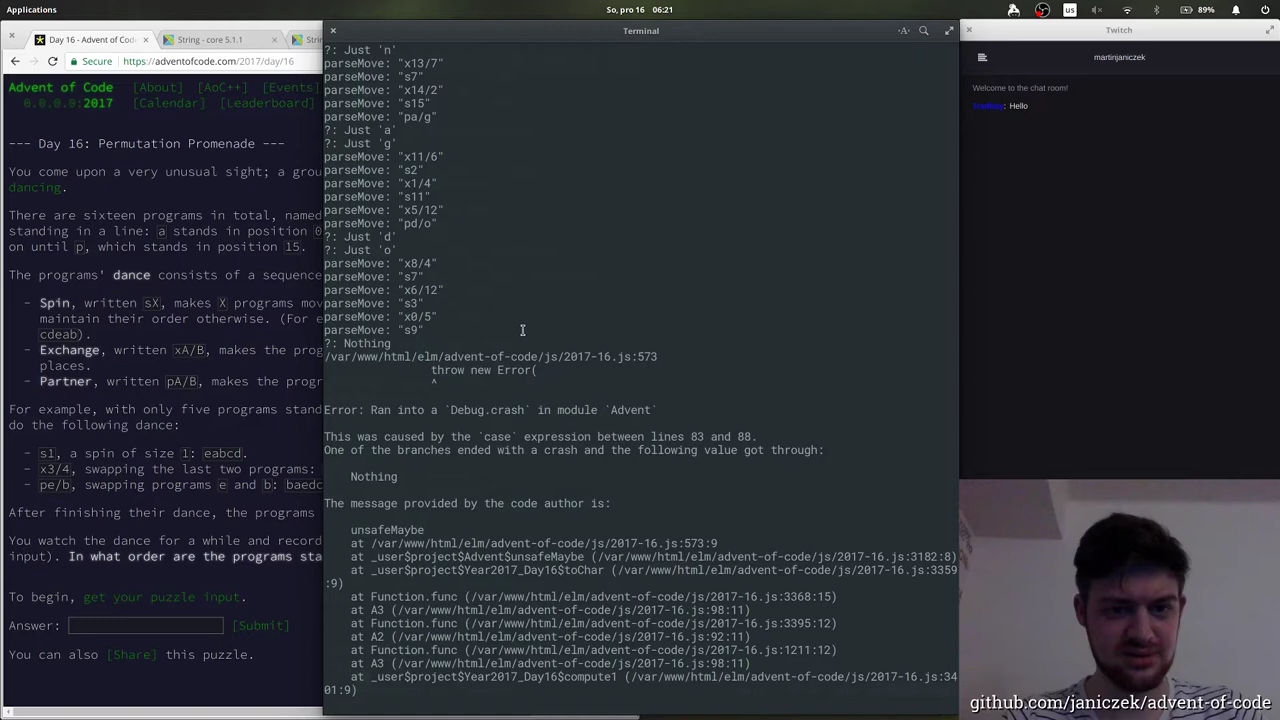 Applications
So, pro 16 06:21
us
89%
Day 16 - Advent of Cod
String - core 5.1.1
Strin
Secure
https://adventofcode.com/2017/day/16
Advent of Code
[About] [AoC++] [Events]
0.0.0.0:2017
[Calendar] [Leaderboard]
--- Day 16: Permutation Promenade ---
You come upon a very unusual sight; a grou
dancing.
There are sixteen programs in total, named
standing in a line: a stands in position 0
on until p, which stands in position 15.
The programs' dance consists of a sequence
- Spin, written sX, makes X programs mov
maintain their order otherwise. (For e
cdeab).
- Exchange, written xA/B, makes the prog
places.
- Partner, written pA/B, makes the progr
For example, with only five programs stand
do the following dance:
- s1, a spin of size 1: eabcd.
- x3/4, swapping the last two programs:
- pe/b, swapping programs e and b: baedc
After finishing their dance, the programs
You watch the dance for a while and record
input). In what order are the programs sta
To begin, get your puzzle input.
Answer:
[Submit]
You can also [Share] this puzzle.
Terminal
?: Just 'n'
parseMove: "x13/7"
parseMove: "s7"
parseMove: "x14/2"
parseMove: "s15"
parseMove: "pa/g"
?: Just 'a'
?: Just 'g'
parseMove: "x11/6"
parseMove: "s2"
parseMove: "x1/4"
parseMove: "s11"
parseMove: "x5/12"
parseMove: "pd/o"
?: Just 'd'
?: Just 'o'
parseMove: "x8/4"
parseMove: "s7"
parseMove: "x6/12"
parseMove: "s3"
parseMove: "x0/5"
parseMove: "s9"
?: Nothing
/var/www/html/elm/advent-of-code/js/2017-16.js:573
throw new Error(
^
Error: Ran into a `Debug.crash` in module `Advent`
This was caused by the `case` expression between lines 83 and 88.
One of the branches ended with a crash and the following value got through:
Nothing
The message provided by the code author is:
unsafeMaybe
at /var/www/html/elm/advent-of-code/js/2017-16.js:573:9
at _user$project$Advent$unsafeMaybe (/var/www/html/elm/advent-of-code/js/2017-16.js:3182:8)
at _user$project$Year2017_Day16$toChar (/var/www/html/elm/advent-of-code/js/2017-16.js:3359
:9)
at Function.func (/var/www/html/elm/advent-of-code/js/2017-16.js:3368:15)
at A3 (/var/www/html/elm/advent-of-code/js/2017-16.js:98:11)
at Function.func (/var/www/html/elm/advent-of-code/js/2017-16.js:3395:12)
at A2 (/var/www/html/elm/advent-of-code/js/2017-16.js:92:11)
at Function.func (/var/www/html/elm/advent-of-code/js/2017-16.js:1211:12)
at A3 (/var/www/html/elm/advent-of-code/js/2017-16.js:98:11)
at _user$project$Year2017_Day16$compute1 (/var/www/html/elm/advent-of-code/js/2017-16.js:34
01:9)
Twitch
martinjaniczek
Welcome to the chat room!
: Hello
github.com/janiczek/advent-of-code